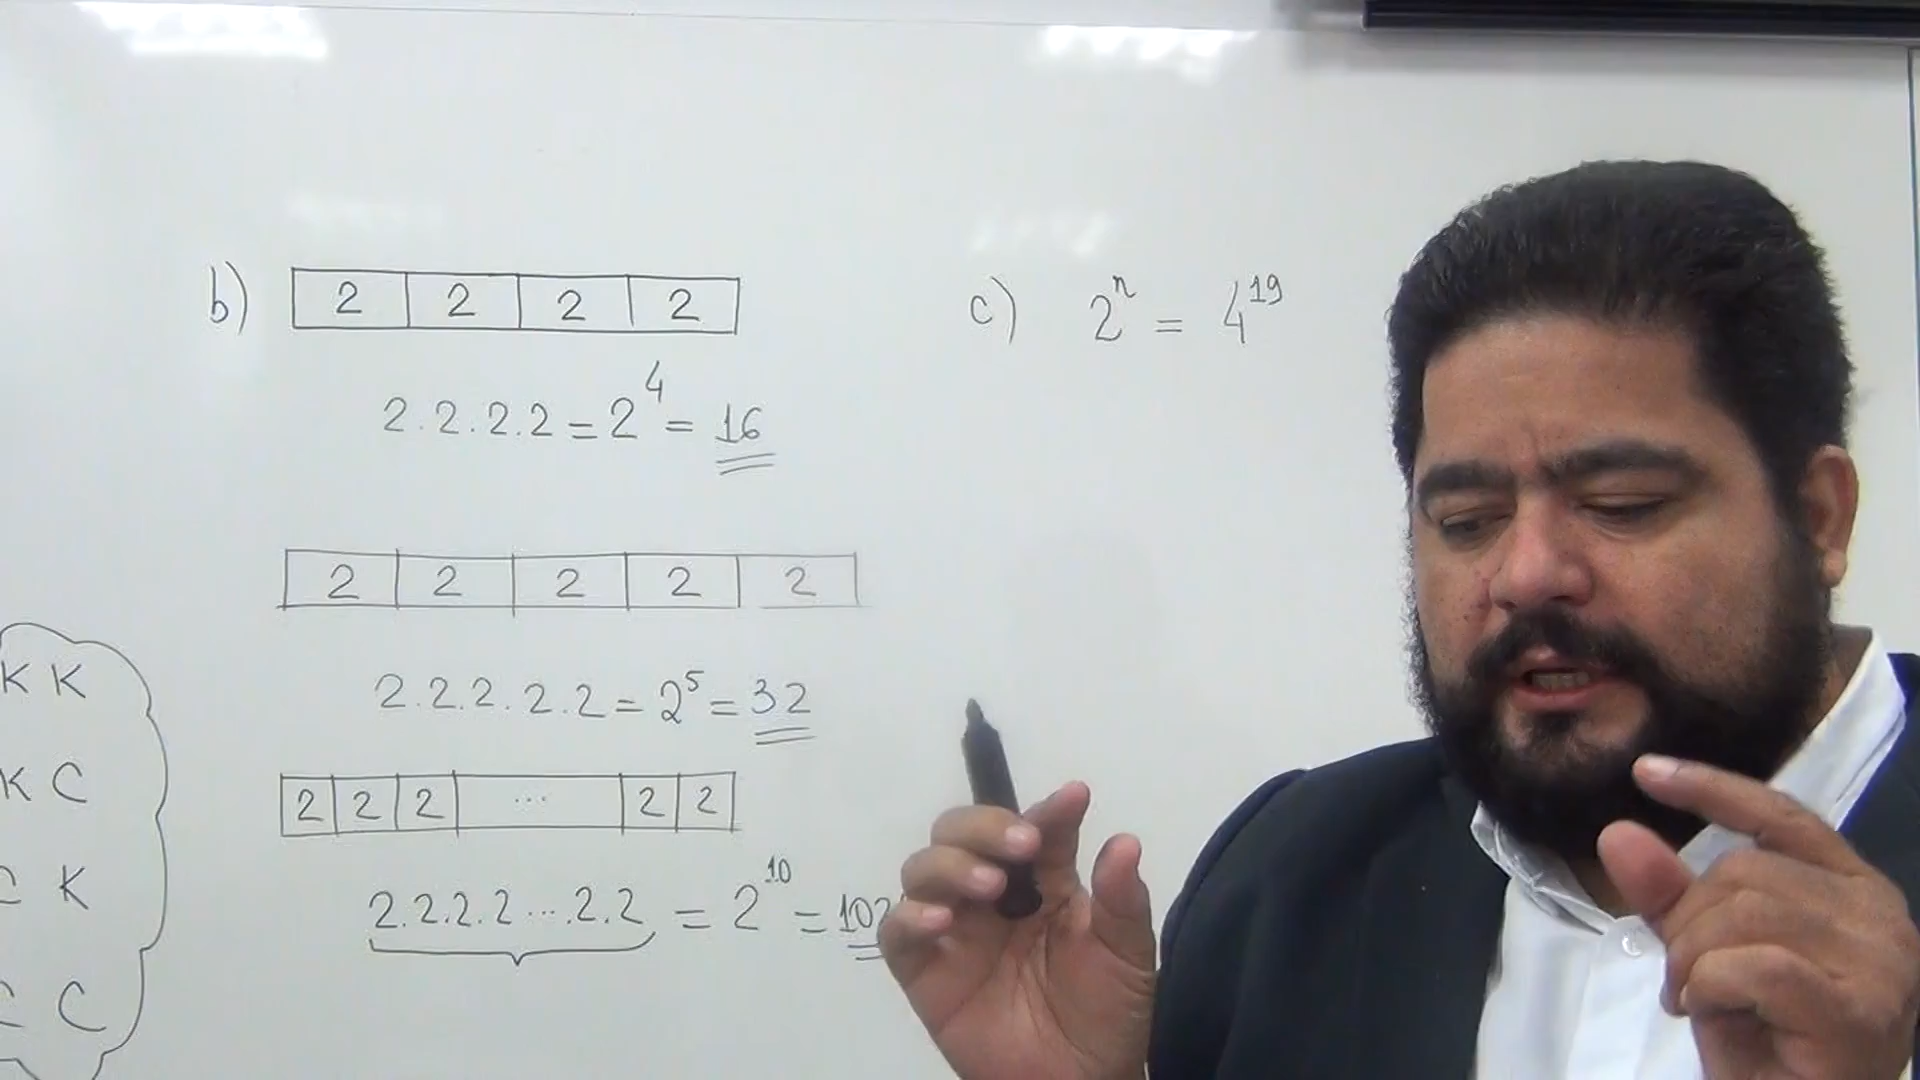 b) 2 2 2 2
2.2.2.2 = 2^4 = 16
2 2 2 2 2
2.2.2.2.2 = 2^5 = 32
2 2 2 ... 2 2
2.2.2.2...2.2 = 2^10 = 102
K K
K C
C K
C C
c) 2^n = 4^19